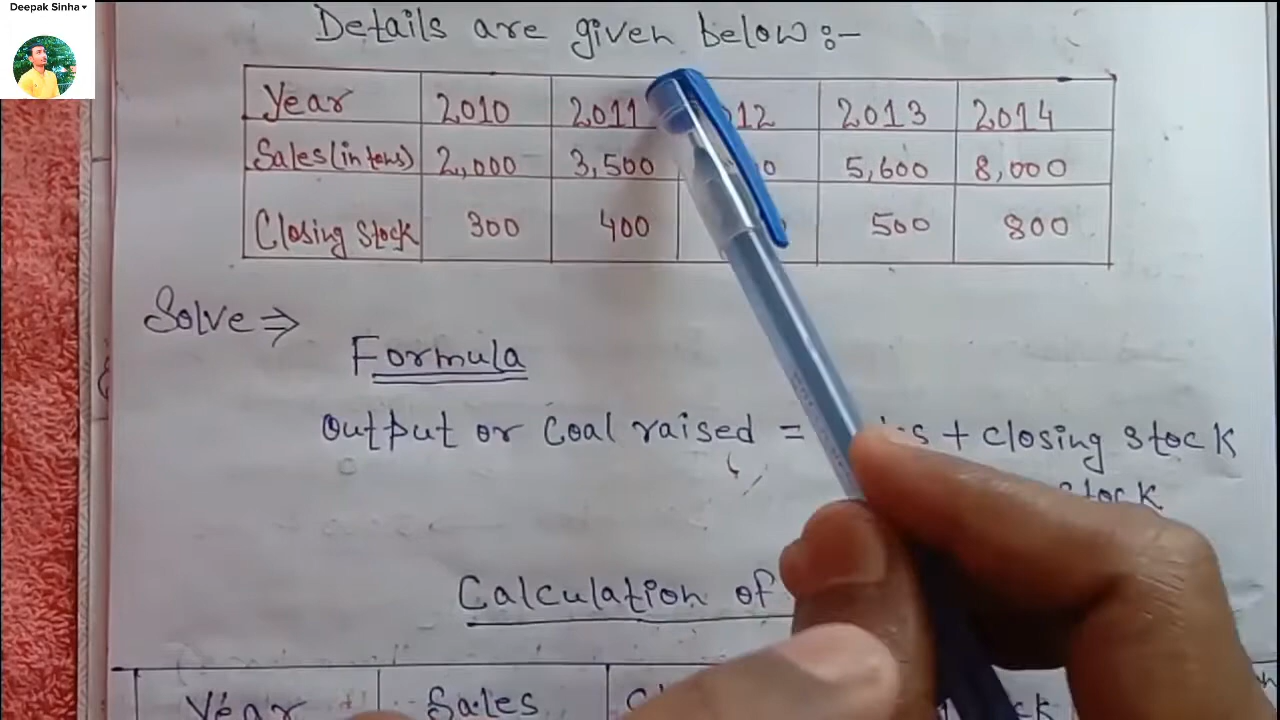 Deepak Sinha
Details are given below:-
Year 2010 2011 2013 2014
Sales (in tons) 2,000 3,500 5,600 8,000
Closing Stock 300 400 500 800
Solve ⇒
Formula
Output or Coal raised = + closing stock
stock
Calculation of
Year Sales